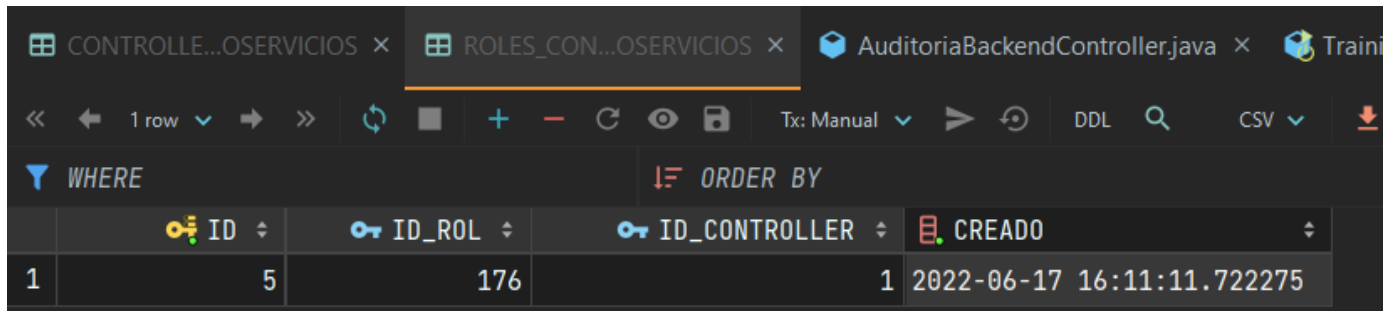 CONTROLLE...OSERVICIOS × ROLES_CON...OSERVICIOS × AuditoriaBackendController.java × Traini
1 row Tx: Manual DDL CSV
WHERE ORDER BY
ID ID_ROL ID_CONTROLLER CREADO
1 5 176 1 2022-06-17 16:11:11.722275